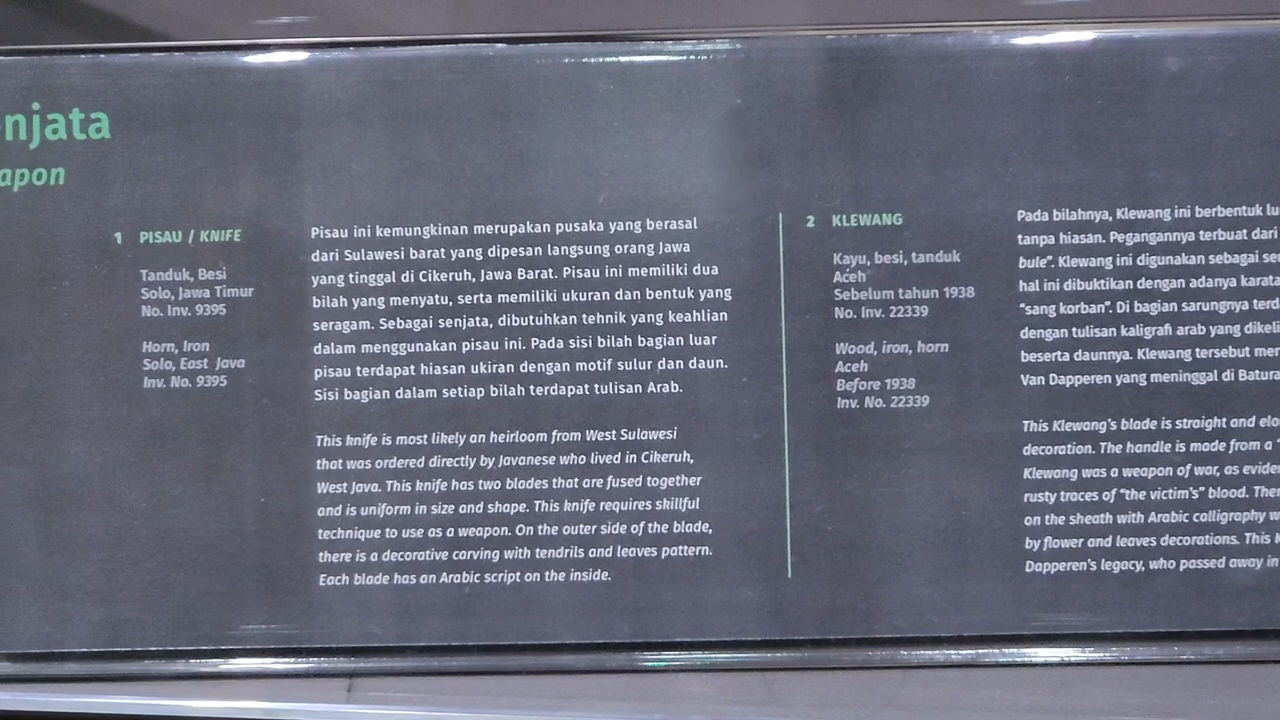 njata
apon
1 PISAU / KNIFE
Tanduk, Besi
Solo, Jawa Timur
No. Inv. 9395
Horn, Iron
Solo, East Java
Inv. No. 9395
Pisau ini kemungkinan merupakan pusaka yang berasal
dari Sulawesi barat yang dipesan langsung orang Jawa
yang tinggal di Cikeruh, Jawa Barat. Pisau ini memiliki dua
bilah yang menyatu, serta memiliki ukuran dan bentuk yang
seragam. Sebagai senjata, dibutuhkan tehnik yang keahlian
dalam menggunakan pisau ini. Pada sisi bilah bagian luar
pisau terdapat hiasan ukiran dengan motif sulur dan daun.
Sisi bagian dalam setiap bilah terdapat tulisan Arab.
This knife is most likely an heirloom from West Sulawesi
that was ordered directly by Javanese who lived in Cikeruh,
West Java. This knife has two blades that are fused together
and is uniform in size and shape. This knife requires skillful
technique to use as a weapon. On the outer side of the blade,
there is a decorative carving with tendrils and leaves pattern.
Each blade has an Arabic script on the inside.
2 KLEWANG
Kayu, besi, tanduk
Aceh
Sebelum tahun 1938
No. Inv. 22339
Wood, iron, horn
Aceh
Before 1938
Inv. No. 22339
Pada bilahnya, Klewang ini berbentuk lu
tanpa hiasan. Pegangannya terbuat dari
bule". Klewang ini digunakan sebagai se
hal ini dibuktikan dengan adanya karata
"sang korban". Di bagian sarungnya terd
dengan tulisan kaligrafi arab yang dikeli
beserta daunnya. Klewang tersebut mer
Van Dapperen yang meninggal di Batura
This Klewang's blade is straight and elo
decoration. The handle is made from a "
Klewang was a weapon of war, as evide
rusty traces of "the victim's" blood. The
on the sheath with Arabic calligraphy w
by flower and leaves decorations. This K
Dapperen's legacy, who passed away in